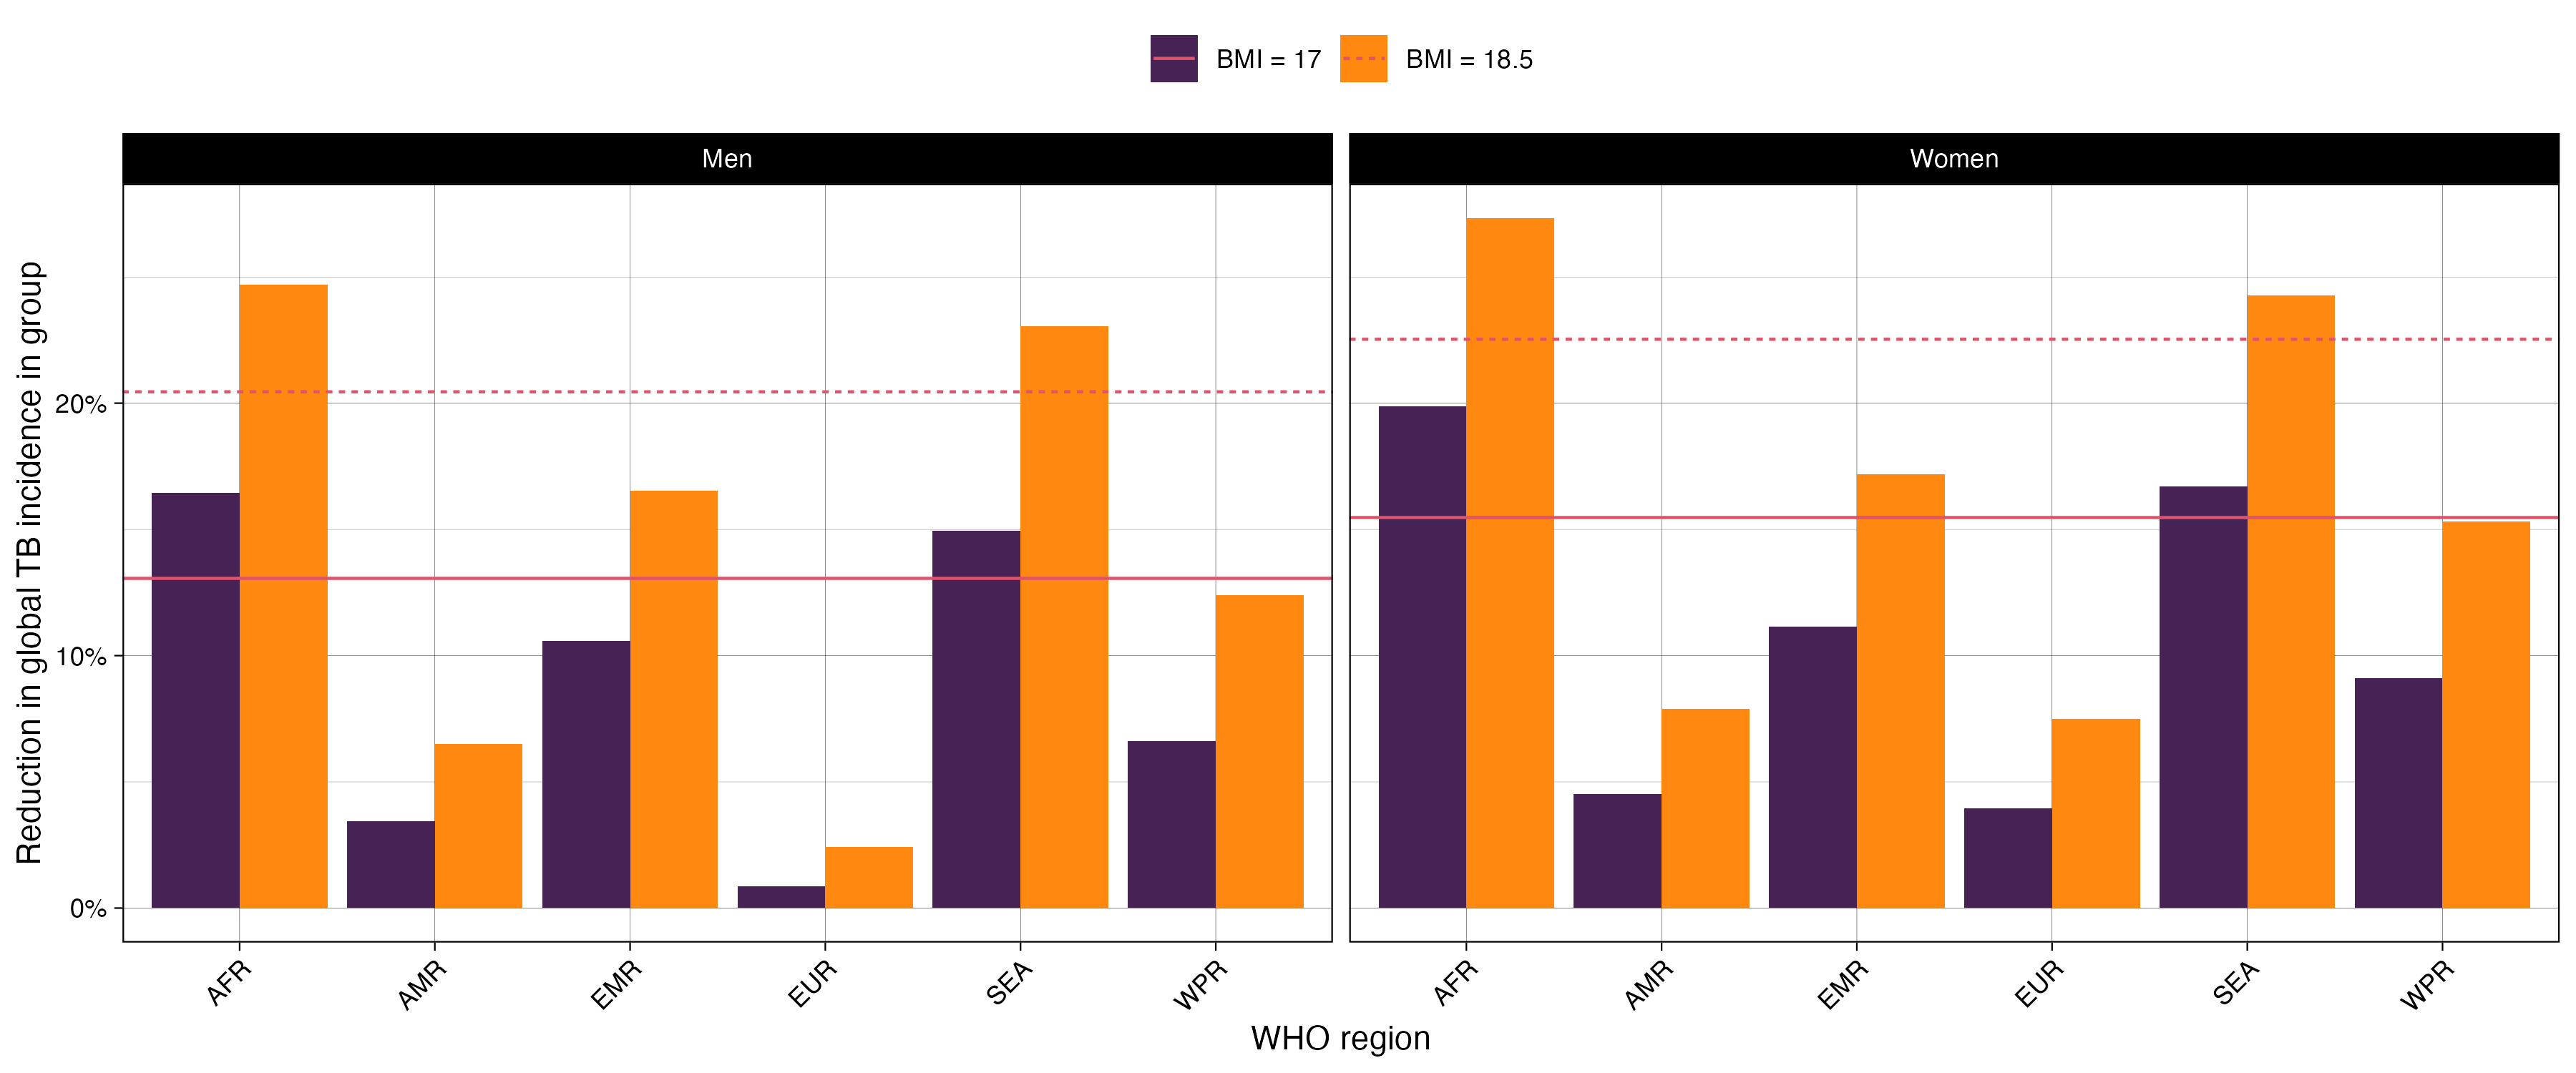 BMI = 17 BMI = 18.5
Men Women
Reduction in global TB incidence in group
20%
10%
0%
AFR AMR EMR EUR SEA WPR AFR AMR EMR EUR SEA WPR
WHO region